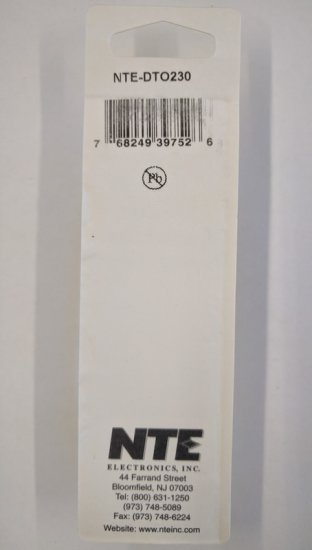 NTE-DTO230
7 68249 39752 6
Pb
NTE
ELECTRONICS, INC.
44 Farrand Street
Bloomfield, NJ 07003
Tel: (800) 631-1250
(973) 748-5089
Fax: (973) 748-6224
Website: www.nteinc.com